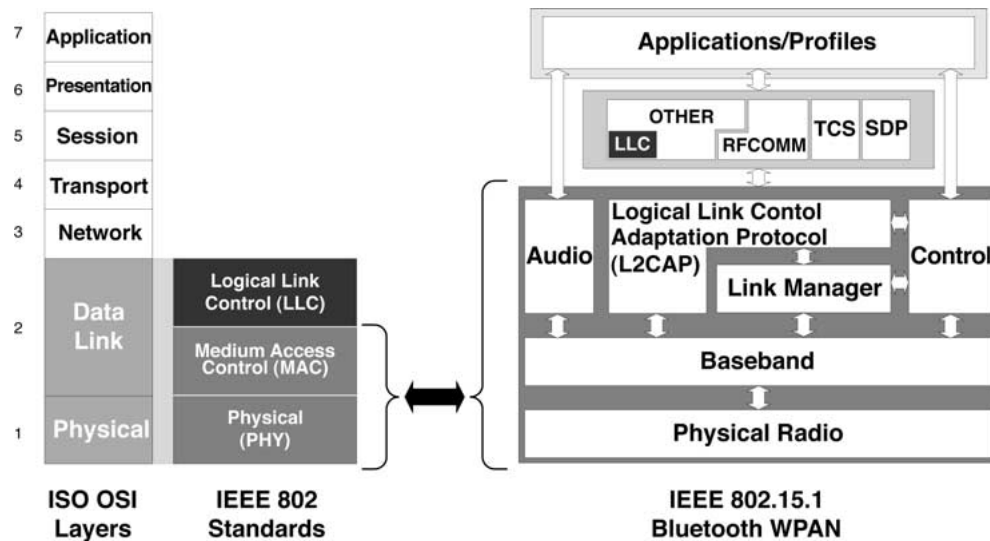 7
Application
6
Presentation
5
Session
4
Transport
3
Network
2
Data
Link
1
Physical
ISO OSI
Layers
Logical Link
Control (LLC)
Medium Access
Control (MAC)
Physical
(PHY)
IEEE 802
Standards
Applications/Profiles
OTHER
LLC
RFCOMM
TCS
SDP
Audio
Logical Link Contol
Adaptation Protocol
(L2CAP)
Link Manager
Control
Baseband
Physical Radio
IEEE 802.15.1
Bluetooth WPAN